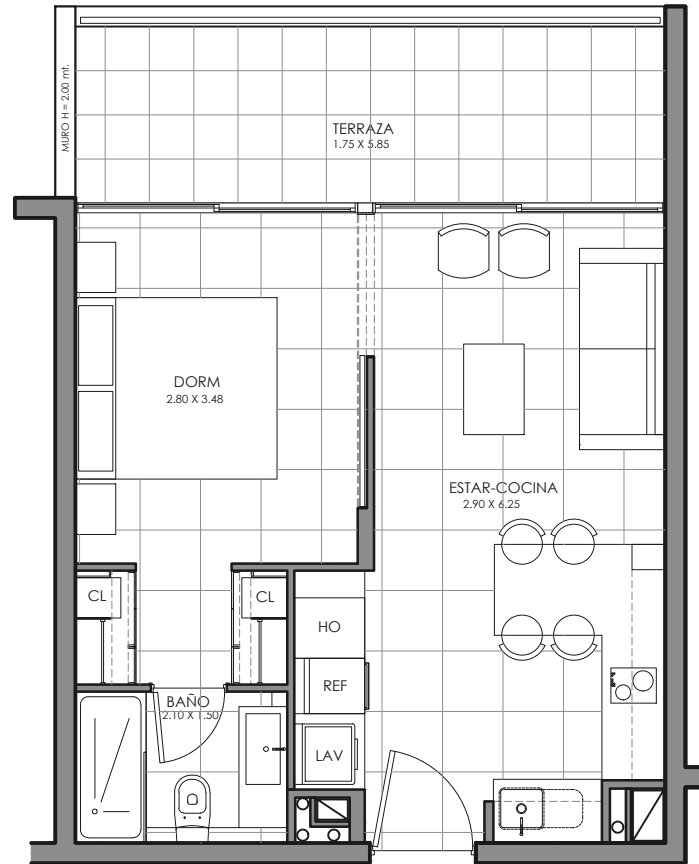 MURO H = 2.00 mt.
TERRAZA
1.75 X 5.85
DORM
2.80 X 3.48
ESTAR-COCINA
2.90 X 6.25
CL
CL
HO
REF
BAÑO
2.10 X 1.50
LAV